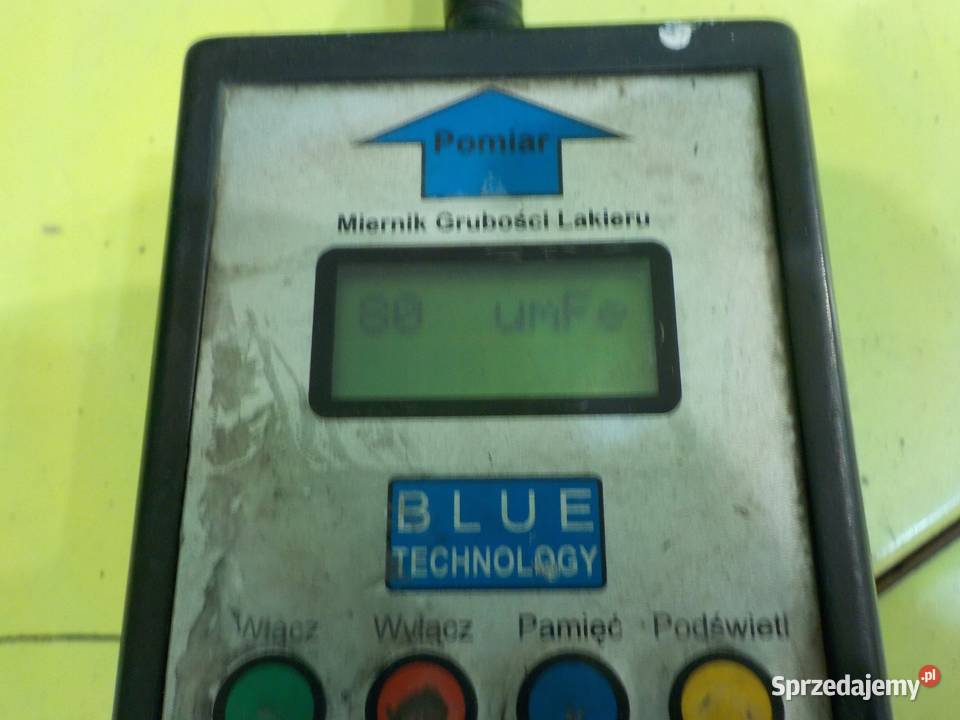 Pomiar
Miernik Grubości Lakieru
80 umFe
BLUE
TECHNOLOGY
Włącz Wyłącz Pamięć Podświetl
Sprzedajemy.pl